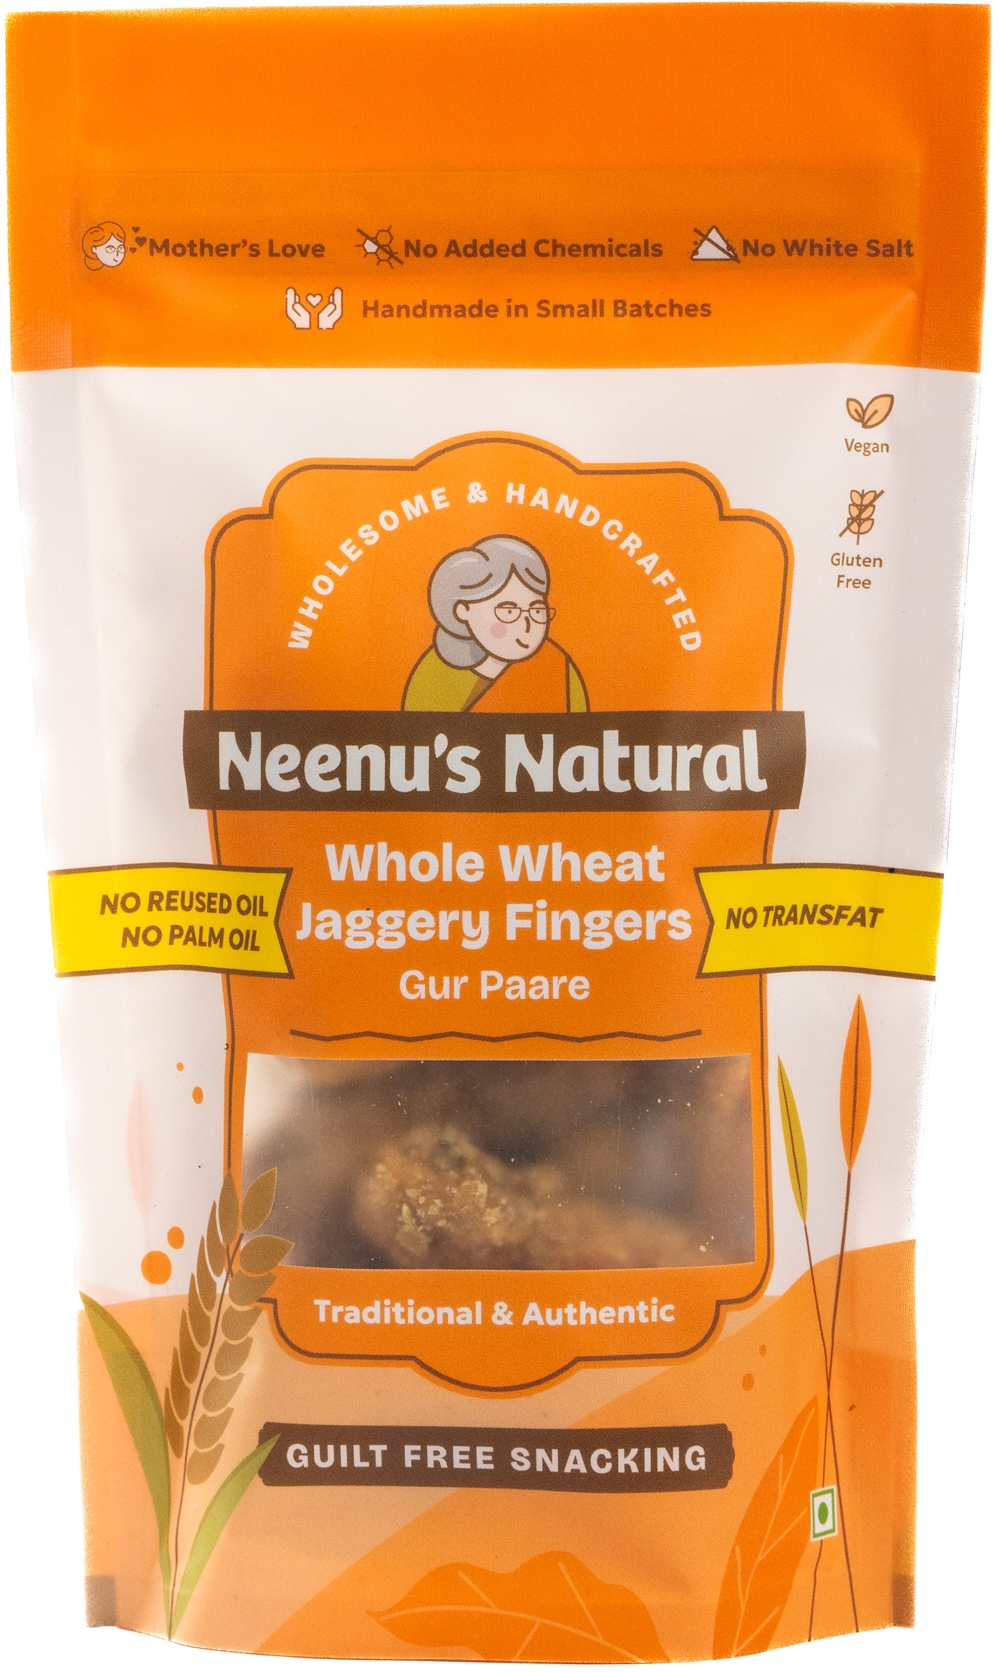 Mother's Love
No Added Chemicals
No White Salt
Handmade in Small Batches
Vegan
Gluten
Free
WHOLESOME & HANDCRAFTED
Neenu's Natural
Whole Wheat
Jaggery Fingers
Gur Paare
NO REUSED OIL
NO PALM OIL
NO TRANSFAT
Traditional & Authentic
GUILT FREE SNACKING